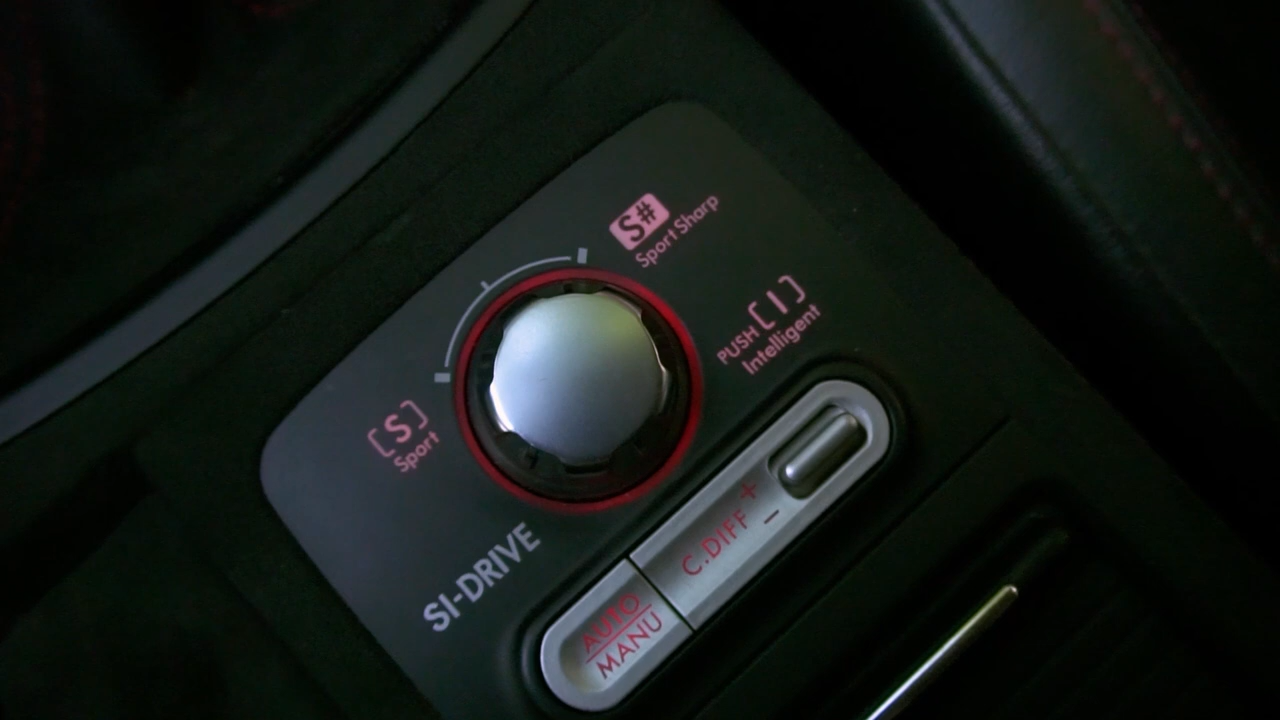 S#
Sport Sharp
PUSH [ I ]
Intelligent
[ S ]
Sport
SI-DRIVE
C.DIFF + −
AUTO
MANU